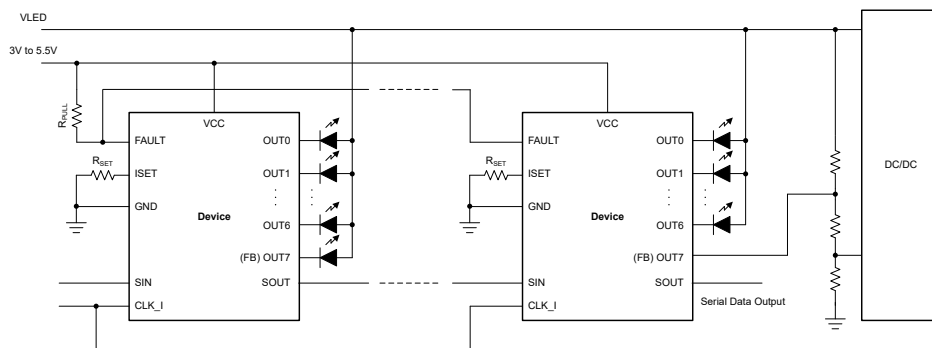 VLED
3V to 5.5V
RPULL
VCC
FAULT
OUT0
RSET
ISET
OUT1
GND
Device
OUT6
(FB) OUT7
SIN
SOUT
CLK_I
VCC
FAULT
OUT0
RSET
ISET
OUT1
GND
Device
OUT6
(FB) OUT7
SIN
SOUT
Serial Data Output
CLK_I
DC/DC